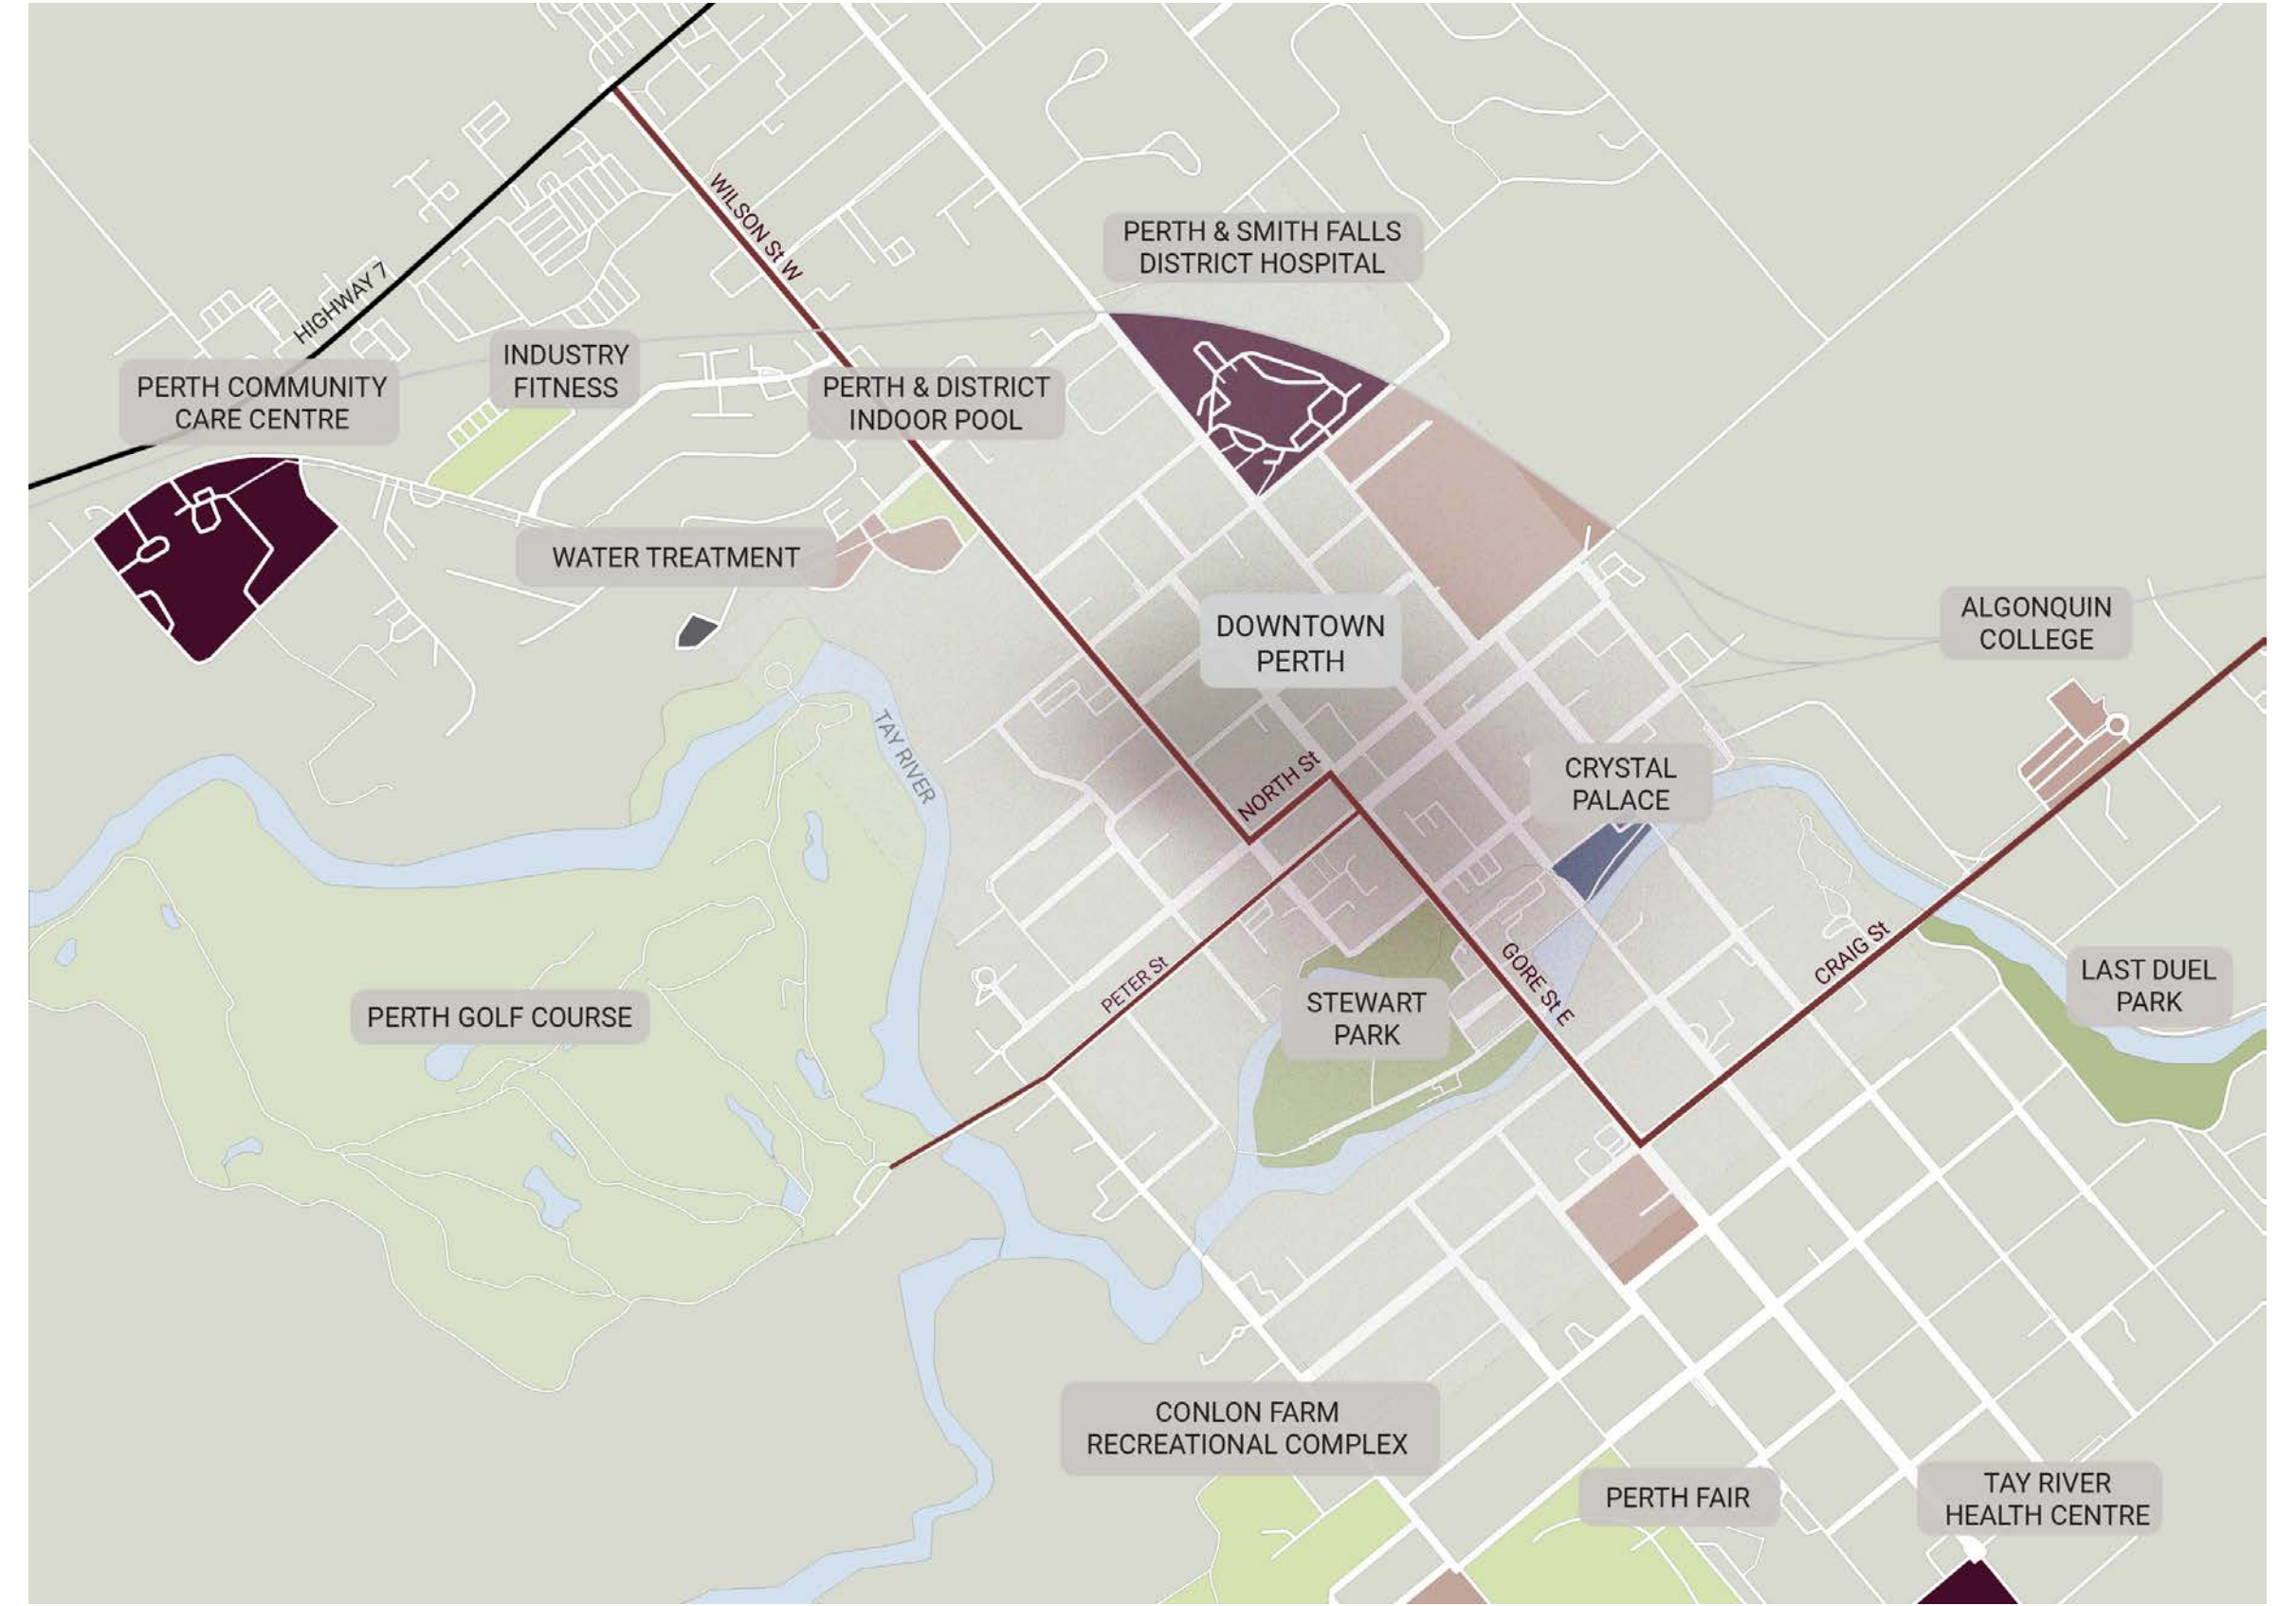 WILSON St W
PERTH & SMITH FALLS
DISTRICT HOSPITAL
HIGHWAY 7
INDUSTRY
FITNESS
PERTH COMMUNITY
CARE CENTRE
PERTH & DISTRICT
INDOOR POOL
WATER TREATMENT
DOWNTOWN
PERTH
ALGONQUIN
COLLEGE
TAY RIVER
NORTH St
CRYSTAL
PALACE
PETER St
GORE St E
CRAIG St
LAST DUEL
PARK
PERTH GOLF COURSE
STEWART
PARK
CONLON FARM
RECREATIONAL COMPLEX
PERTH FAIR
TAY RIVER
HEALTH CENTRE